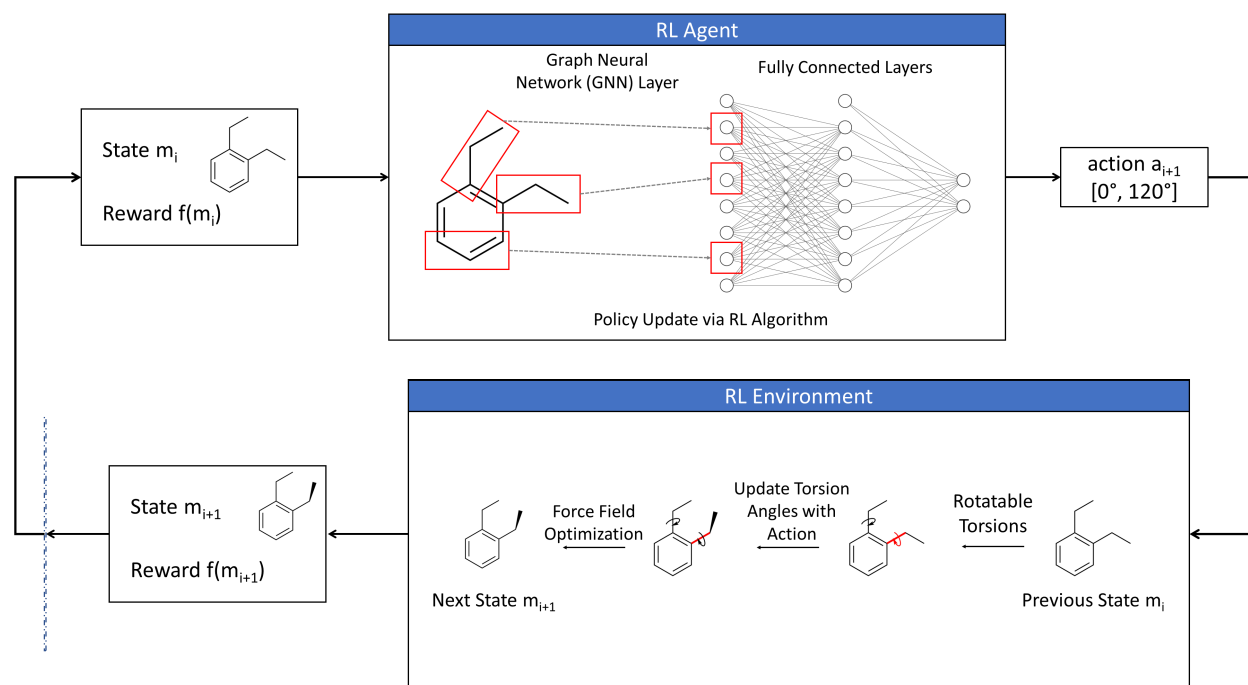 RL Agent
Graph Neural
Network (GNN) Layer
Fully Connected Layers
State mᵢ
Reward f(mᵢ)
action aᵢ₊₁
[0°, 120°]
Policy Update via RL Algorithm
RL Environment
State mᵢ₊₁
Reward f(mᵢ₊₁)
Force Field
Optimization
Update Torsion
Angles with
Action
Rotatable
Torsions
Next State mᵢ₊₁
Previous State mᵢ